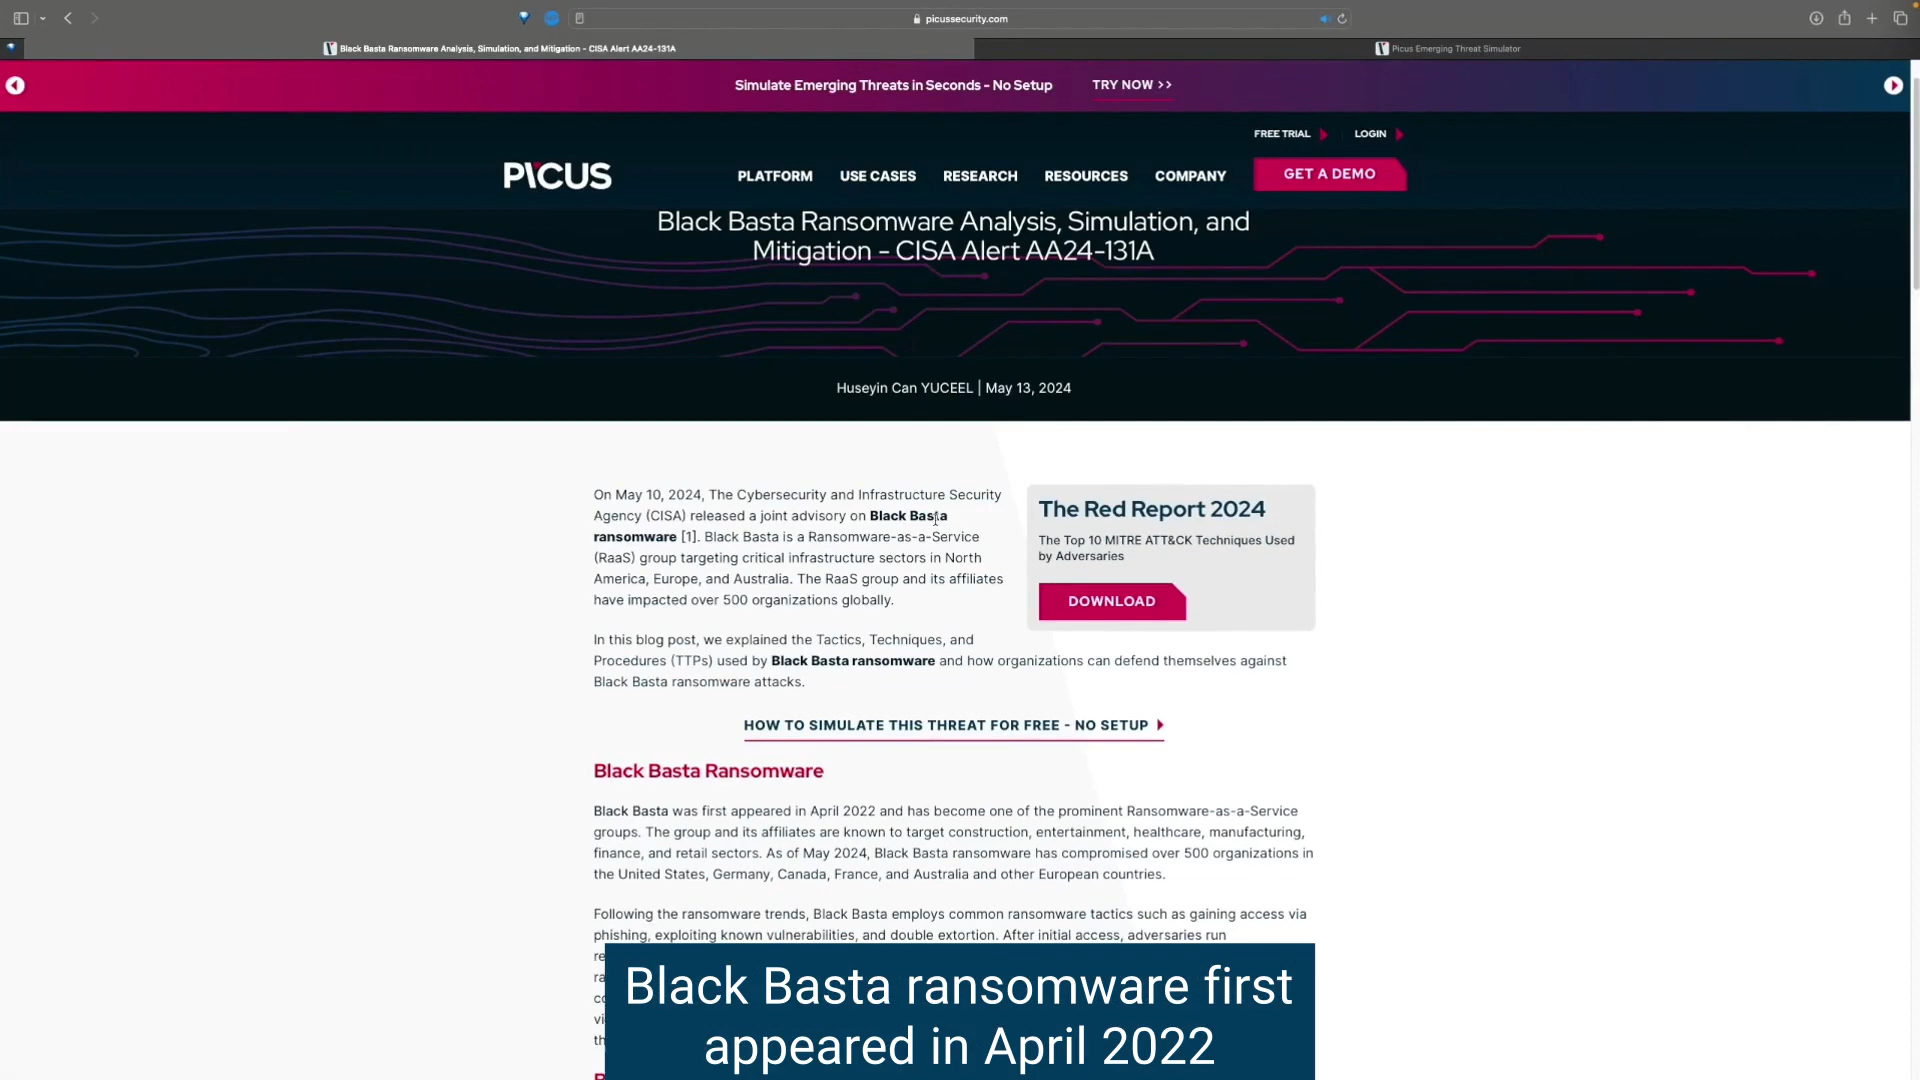 picussecurity.com
Black Basta Ransomware Analysis, Simulation, and Mitigation - CISA Alert AA24-131A
Picus Emerging Threat Simulator
Simulate Emerging Threats in Seconds - No Setup
TRY NOW >>
FREE TRIAL
LOGIN
PICUS
PLATFORM
USE CASES
RESEARCH
RESOURCES
COMPANY
GET A DEMO
Black Basta Ransomware Analysis, Simulation, and
Mitigation - CISA Alert AA24-131A
Huseyin Can YUCEEL | May 13, 2024
On May 10, 2024, The Cybersecurity and Infrastructure Security
Agency (CISA) released a joint advisory on Black Basta
ransomware [1]. Black Basta is a Ransomware-as-a-Service
(RaaS) group targeting critical infrastructure sectors in North
America, Europe, and Australia. The RaaS group and its affiliates
have impacted over 500 organizations globally.
The Red Report 2024
The Top 10 MITRE ATT&CK Techniques Used
by Adversaries
DOWNLOAD
In this blog post, we explained the Tactics, Techniques, and
Procedures (TTPs) used by Black Basta ransomware and how organizations can defend themselves against
Black Basta ransomware attacks.
HOW TO SIMULATE THIS THREAT FOR FREE - NO SETUP
Black Basta Ransomware
Black Basta was first appeared in April 2022 and has become one of the prominent Ransomware-as-a-Service
groups. The group and its affiliates are known to target construction, entertainment, healthcare, manufacturing,
finance, and retail sectors. As of May 2024, Black Basta ransomware has compromised over 500 organizations in
the United States, Germany, Canada, France, and Australia and other European countries.
Following the ransomware trends, Black Basta employs common ransomware tactics such as gaining access via
phishing, exploiting known vulnerabilities, and double extortion. After initial access, adversaries run
Black Basta ransomware first
appeared in April 2022